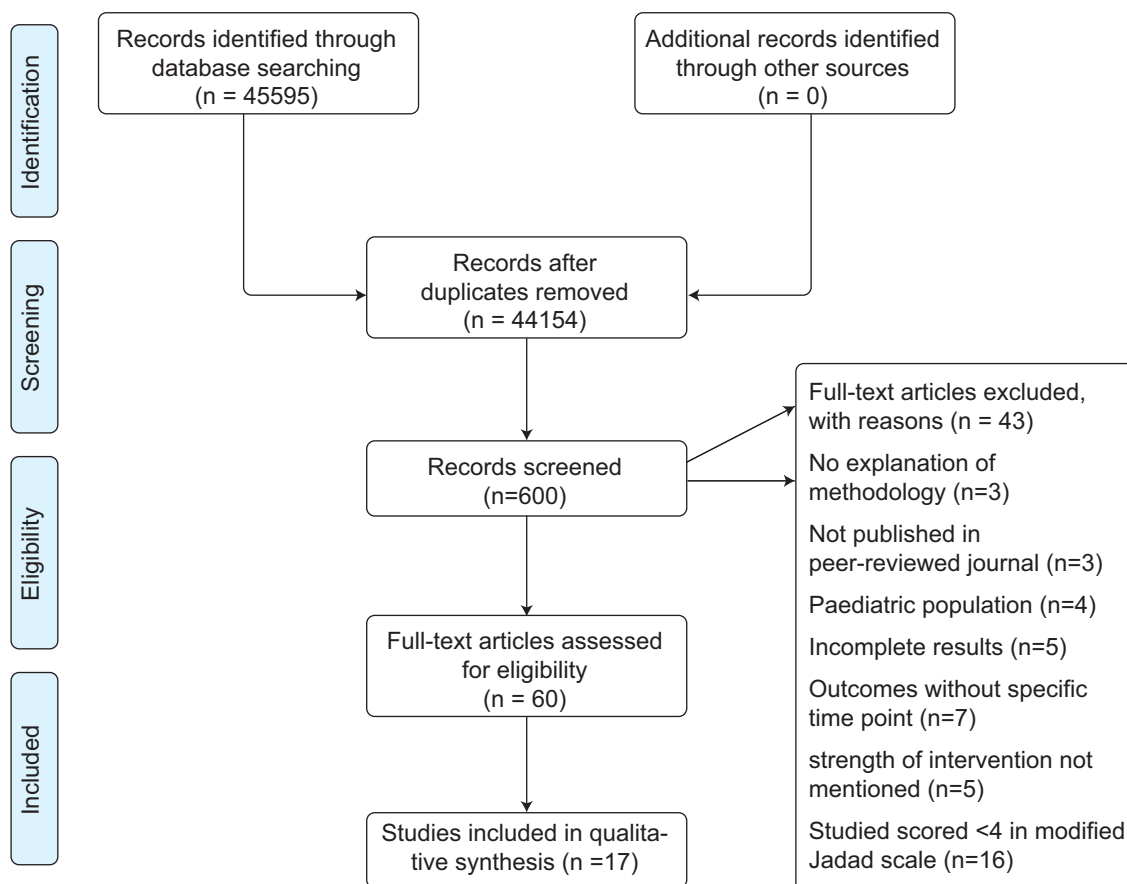 Identification
Records identified through
database searching
(n = 45595)
Additional records identified
through other sources
(n = 0)
Screening
Records after
duplicates removed
(n = 44154)
Eligibility
Records screened
(n=600)
Full-text articles excluded,
with reasons (n = 43)
No explanation of
methodology (n=3)
Not published in
peer-reviewed journal (n=3)
Paediatric population (n=4)
Incomplete results (n=5)
Outcomes without specific
time point (n=7)
strength of intervention not
mentioned (n=5)
Studied scored <4 in modified
Jadad scale (n=16)
Full-text articles assessed
for eligibility
(n = 60)
Included
Studies included in qualita-
tive synthesis (n =17)